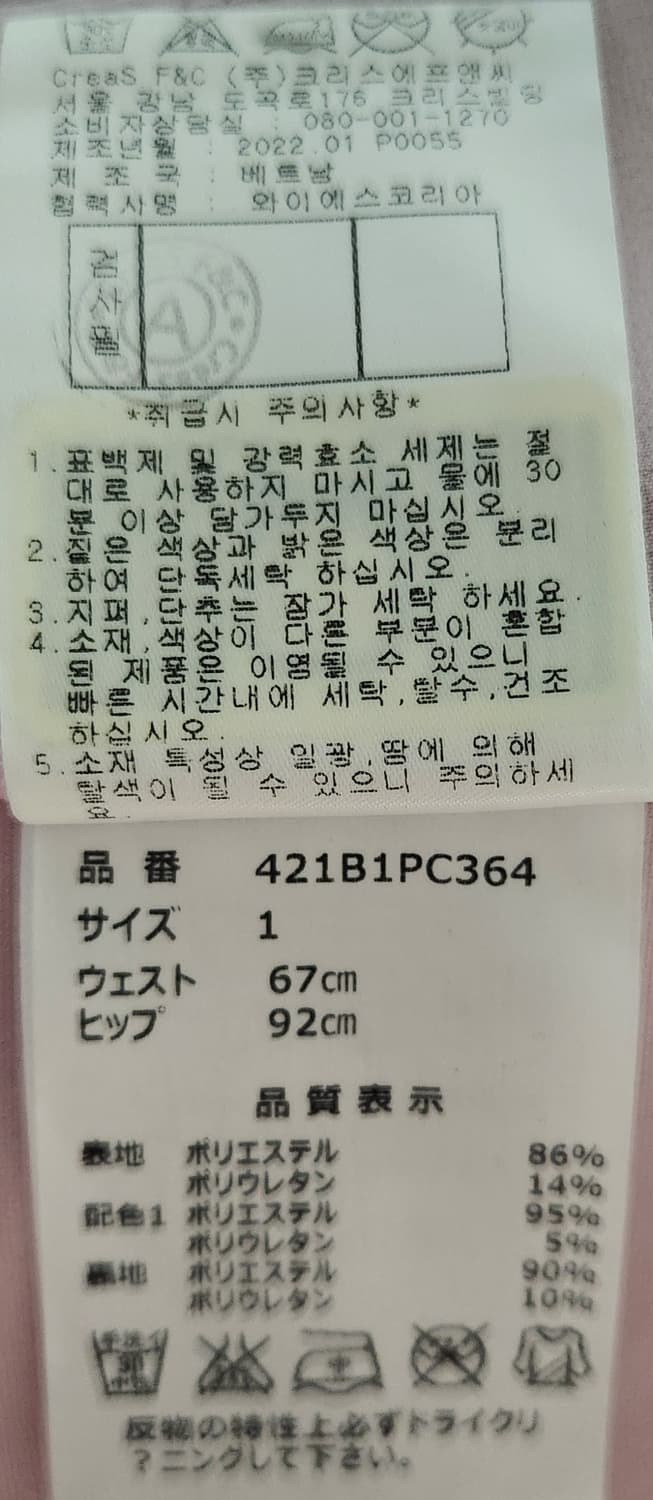 CreaS F&C (주)크리스에프앤씨
서울 강남 도곡로176 크리스빌딩
소비자상담실 : 080-001-1270
제조년월 : 2022.01 P0055
제 조 국 : 베트남
협력사명 : 와이에스코리아
검사필
A
*취급시 주의사항*
1.표백제 및 강력효소 세제는 절
대로 사용하지 마시고 물에 30
분 이상 담가두지 마십시오.
2.짙은 색상과 밝은 색상은 분리
하여 단독세탁 하십시오.
3.지퍼,단추는 잠가 세탁 하세요.
4.소재,색상이 다른 부분이 혼합
된 제품은 이염될 수 있으니
빠른 시간내에 세탁,탈수,건조
하십시오.
5.소재 특성상 일광,땀에 의해
탈색이 될 수 있으니 주의하세
요.
品番 421B1PC364
サイズ 1
ウェスト 67cm
ヒップ 92cm
品質表示
表地 ポリエステル 86%
ポリウレタン 14%
配色1 ポリエステル 95%
ポリウレタン 5%
裏地 ポリエステル 90%
ポリウレタン 10%
反物の特性上必ずドライクリ
?ニングして下さい。